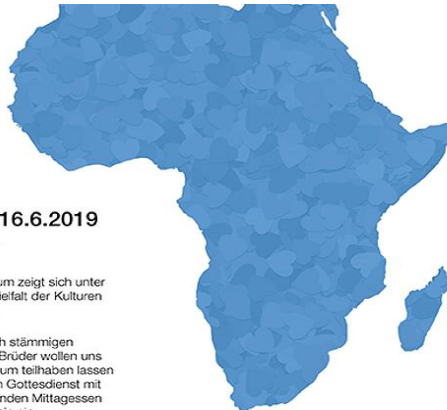 16.6.2019
um zeigt sich unter
ielfalt der Kulturen
h stämmigen
Brüder wollen uns
um teilhaben lassen
n Gottesdienst mit
nden Mittagessen